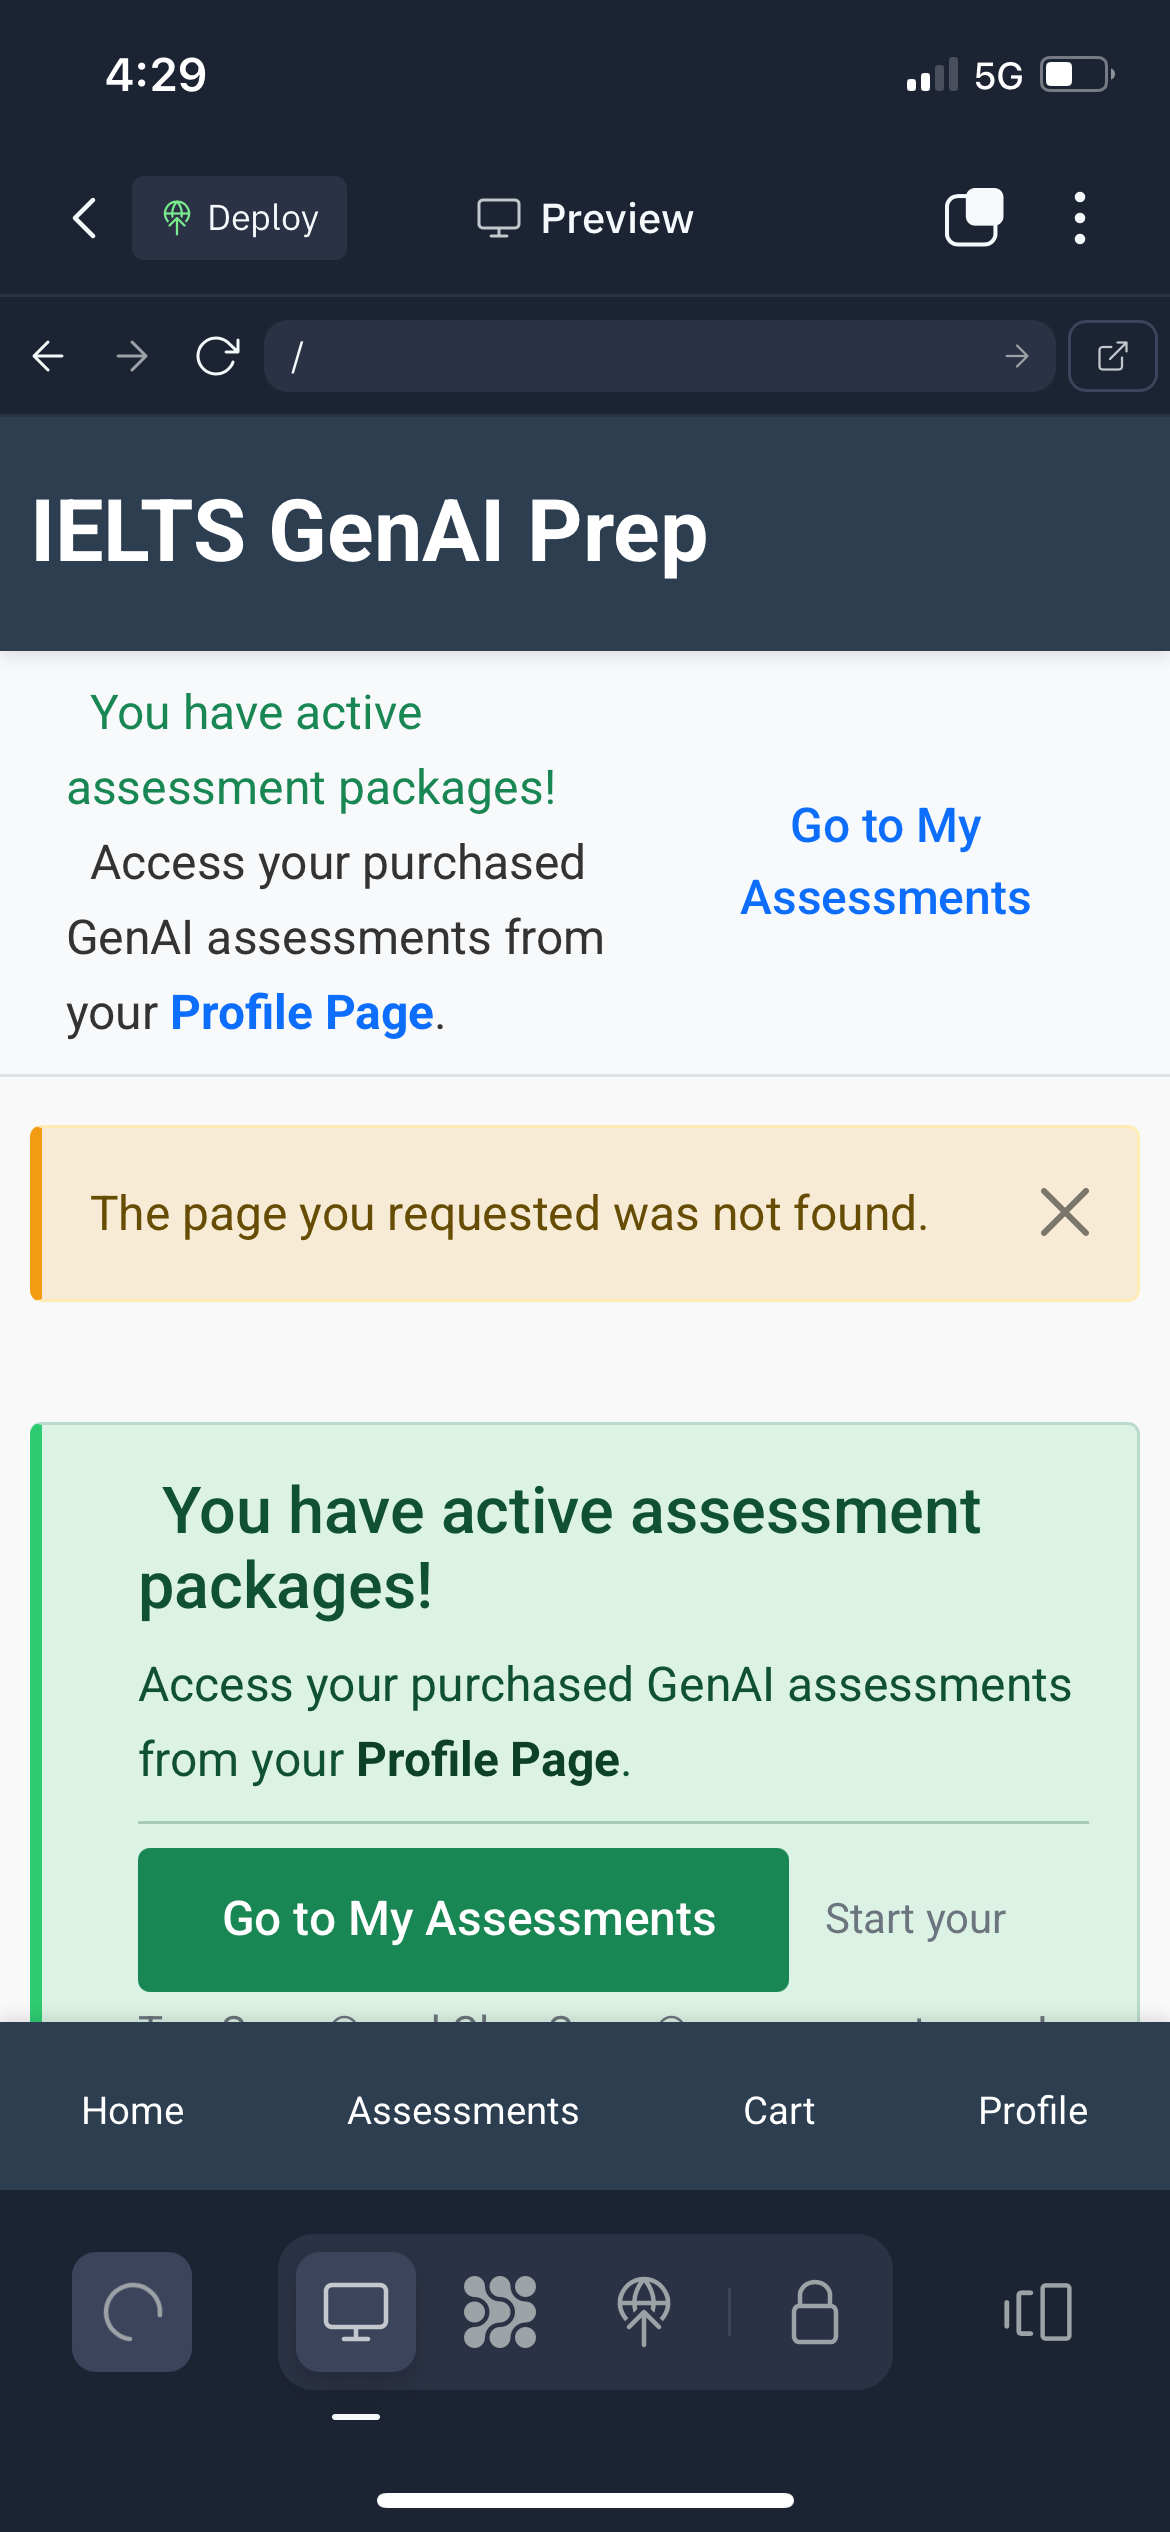 4:29
5G
Deploy
Preview
/
IELTS GenAI Prep
You have active
assessment packages!
Access your purchased
GenAI assessments from
your Profile Page.
Go to My
Assessments
The page you requested was not found.
You have active assessment
packages!
Access your purchased GenAI assessments
from your Profile Page.
Go to My Assessments
Start your
Home
Assessments
Cart
Profile